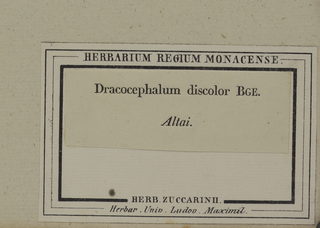 HERBARIUM REGIUM MONACENSE.
Dracocephalum discolor BGE.
Altai.
HERB. ZUCCARINII.
Herbar. Univ. Ludov. Maximil.